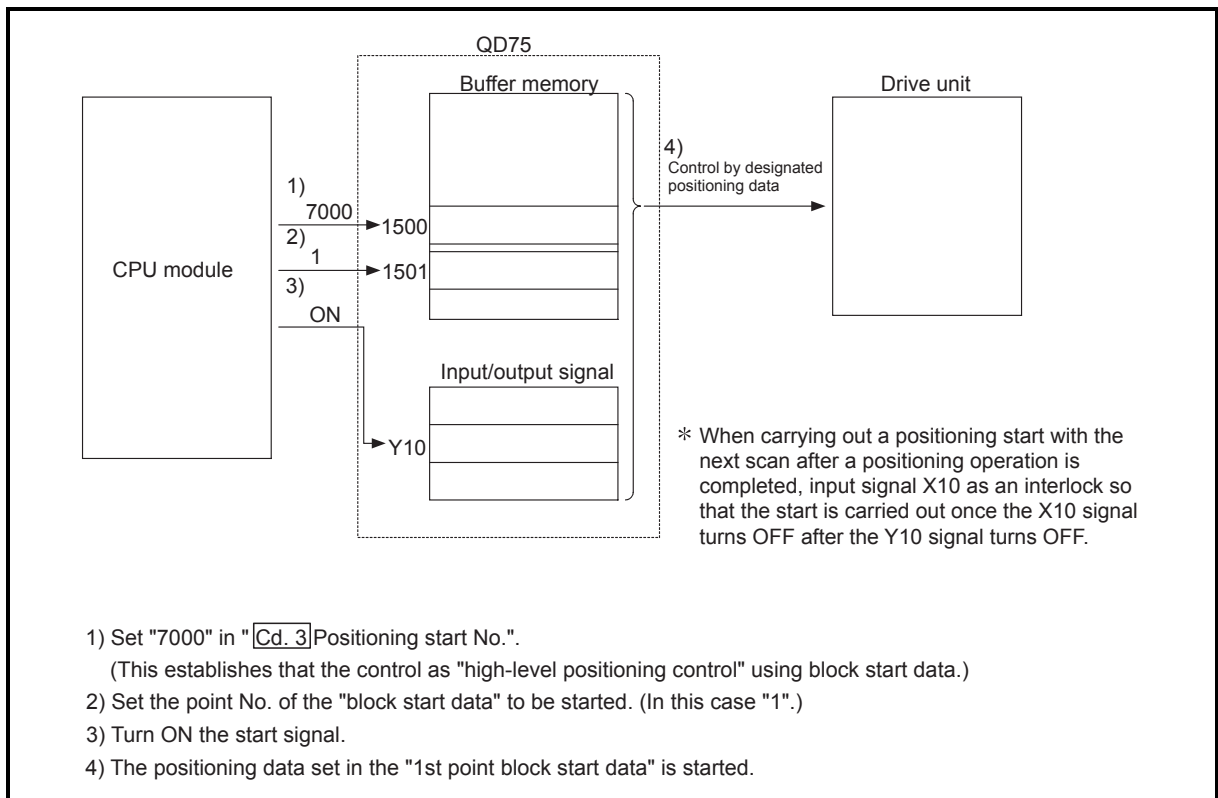 QD75
Buffer memory
Drive unit
4)
Control by designated
positioning data
1)
7000
1500
2)
1
1501
CPU module
3)
ON
Input/output signal
Y10
* When carrying out a positioning start with the
next scan after a positioning operation is
completed, input signal X10 as an interlock so
that the start is carried out once the X10 signal
turns OFF after the Y10 signal turns OFF.
1) Set "7000" in " Cd. 3 Positioning start No.".
(This establishes that the control as "high-level positioning control" using block start data.)
2) Set the point No. of the "block start data" to be started. (In this case "1".)
3) Turn ON the start signal.
4) The positioning data set in the "1st point block start data" is started.